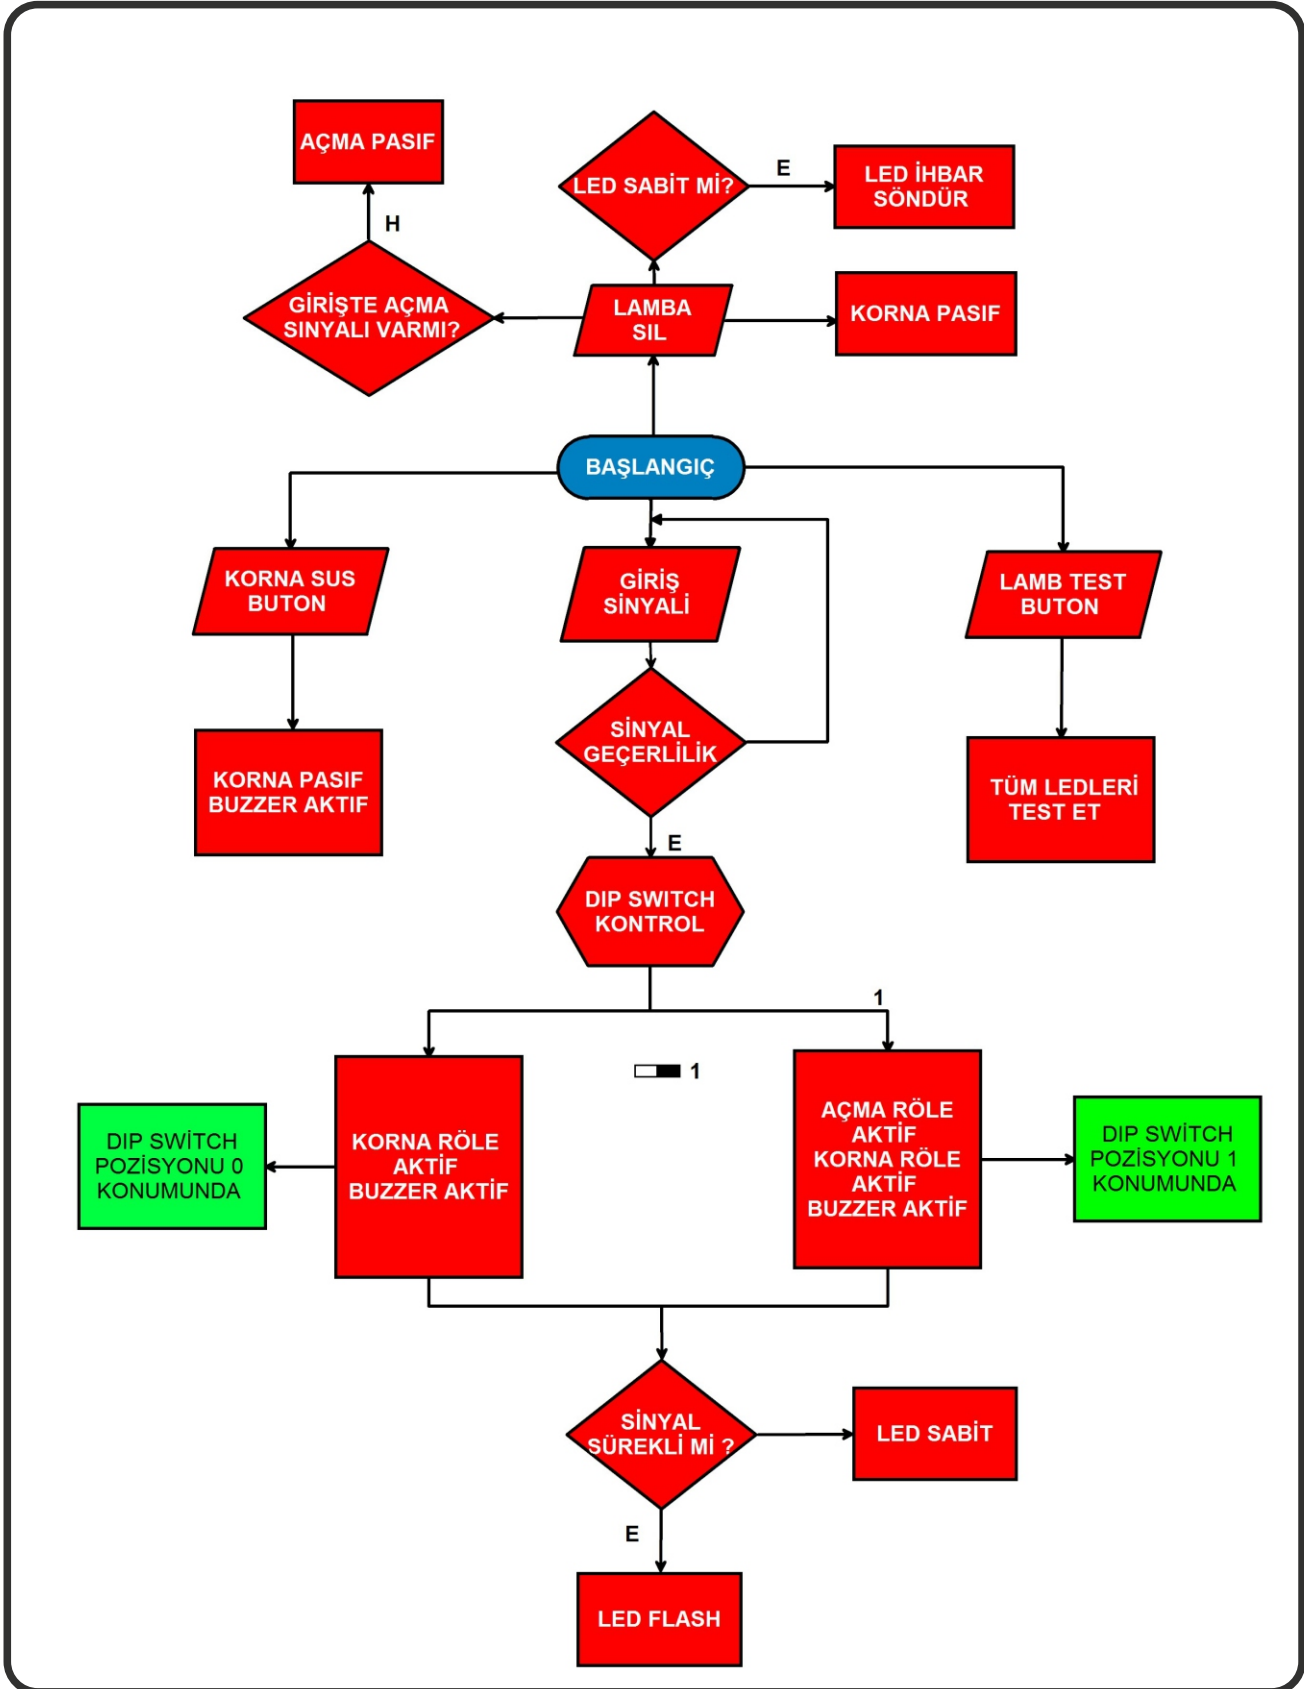 AÇMA PASIF
LED SABİT Mİ?
E
LED İHBAR
SÖNDÜR
H
GİRİŞTE AÇMA
SINYALI VARMI?
LAMBA
SIL
KORNA PASIF
BAŞLANGIÇ
KORNA SUS
BUTON
GİRİŞ
SİNYALİ
LAMB TEST
BUTON
SİNYAL
GEÇERLİLİK
KORNA PASIF
BUZZER AKTIF
TÜM LEDLERİ
TEST ET
E
DIP SWITCH
KONTROL
1
1
DIP SWİTCH
POZİSYONU 0
KONUMUNDA
KORNA RÖLE
AKTİF
BUZZER AKTİF
AÇMA RÖLE
AKTİF
KORNA RÖLE
AKTİF
BUZZER AKTİF
DIP SWİTCH
POZİSYONU 1
KONUMUNDA
SİNYAL
SÜREKLİ Mİ ?
LED SABİT
E
LED FLASH